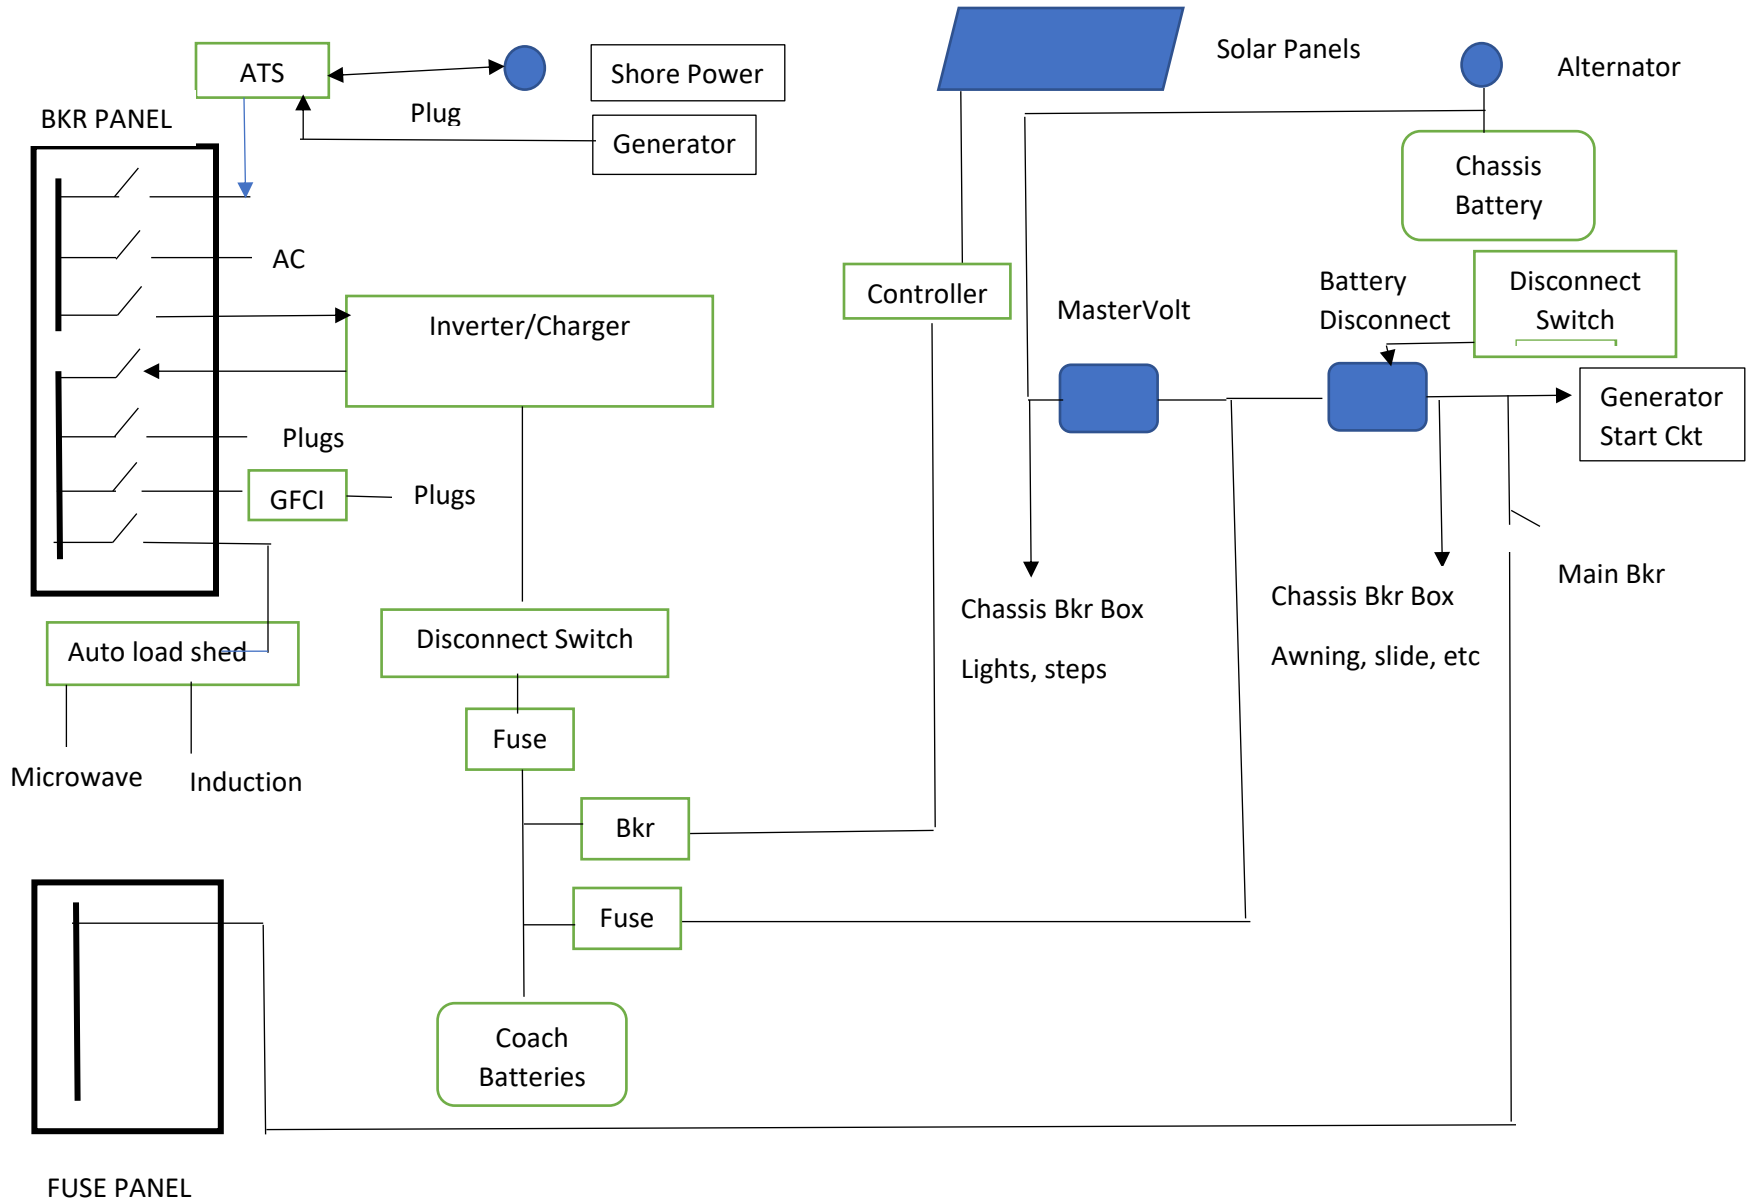 ATS
Shore Power
Solar Panels
Alternator
Plug
BKR PANEL
Generator
Chassis
Battery
AC
Controller
MasterVolt
Battery
Disconnect
Disconnect
Switch
Inverter/Charger
Generator
Start Ckt
Plugs
GFCI
Plugs
Main Bkr
Chassis Bkr Box
Lights, steps
Chassis Bkr Box
Awning, slide, etc
Auto load shed
Disconnect Switch
Fuse
Microwave
Induction
Bkr
Fuse
Coach
Batteries
FUSE PANEL